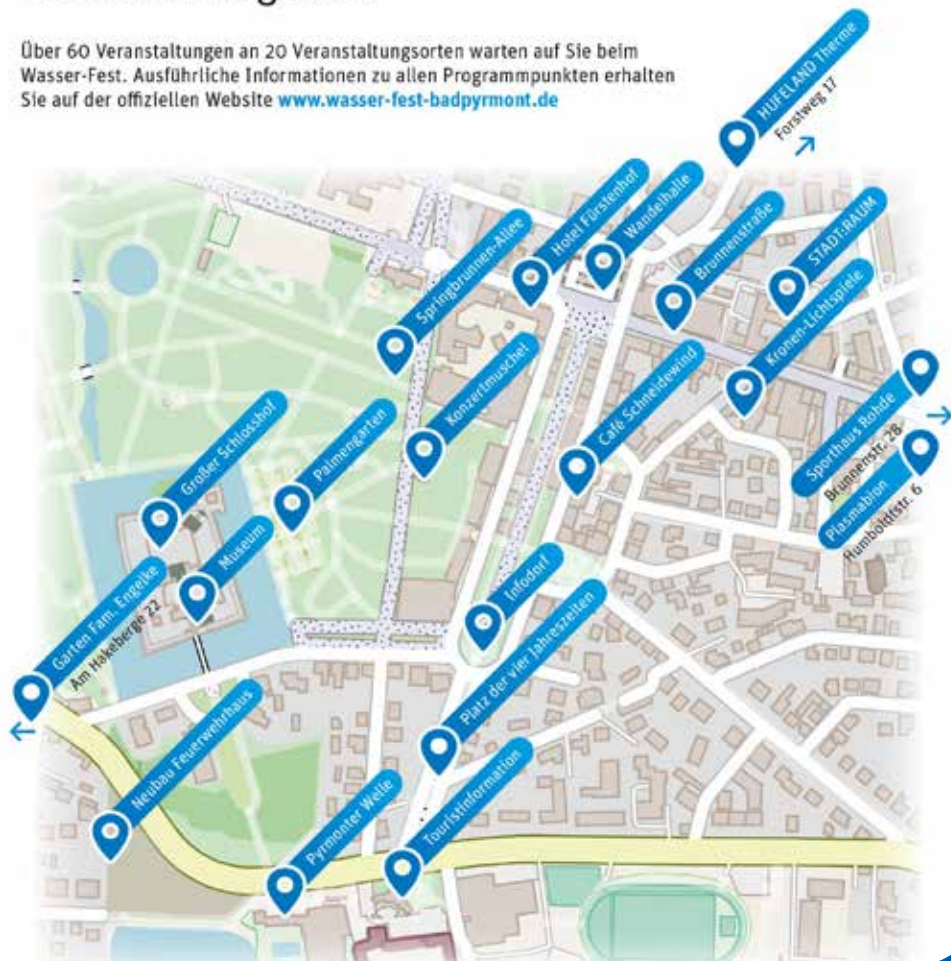 Über 60 Veranstaltungen an 20 Veranstaltungsorten warten auf Sie beim
Wasser-Fest. Ausführliche Informationen zu allen Programmpunkten erhalten
Sie auf der offiziellen Website www.wasser-fest-badpyrmont.de
HUFELAND Therme
Forstweg 17
Hotel Fürstenhof
Wandelhalle
Springbrunnen-Allee
Brunnenstraße
STADT:RAUM
Kronen-Lichtspiele
Konzertmuschel
Café Schneidewind
Sporthaus Rohde
Brunnenstr. 28
Großer Schlosshof
Palmengarten
Plasmabion
Humboldtstr. 6
Museum
Garten Fam. Engelke
Am Hakeberge 22
Infodorf
Platz der vier Jahreszeiten
Neubau Feuerwehrhaus
Pyrmonter Welle
Touristinformation